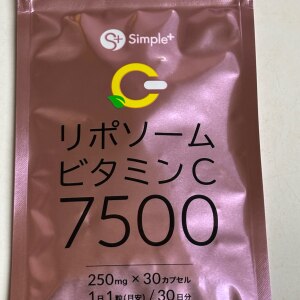 S+ Simple+
リポソーム
ビタミンC
7500
250mg×30カプセル
1日1粒(目安)/30日分